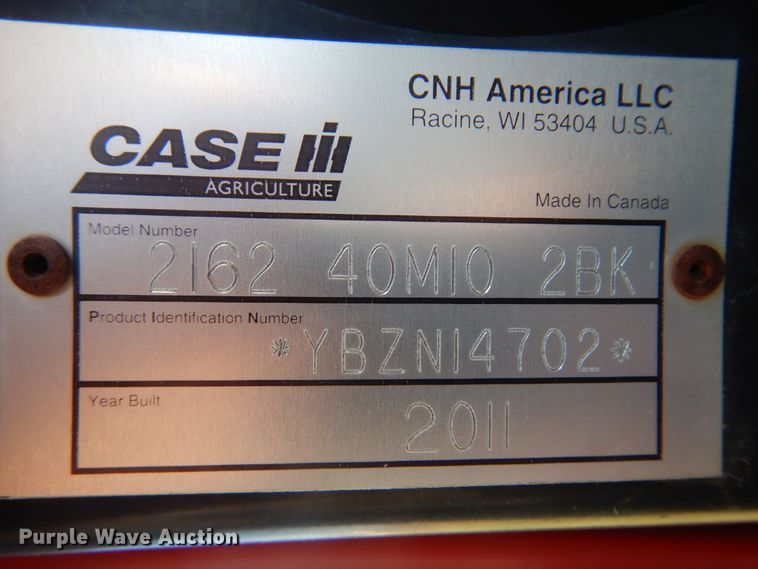 CNH America LLC
Racine, WI 53404 U.S.A.
CASE IH
AGRICULTURE
Made In Canada
Model Number
2162 40M10 2BK
Product Identification Number
*YBZN14702*
Year Built
2011
Purple Wave Auction